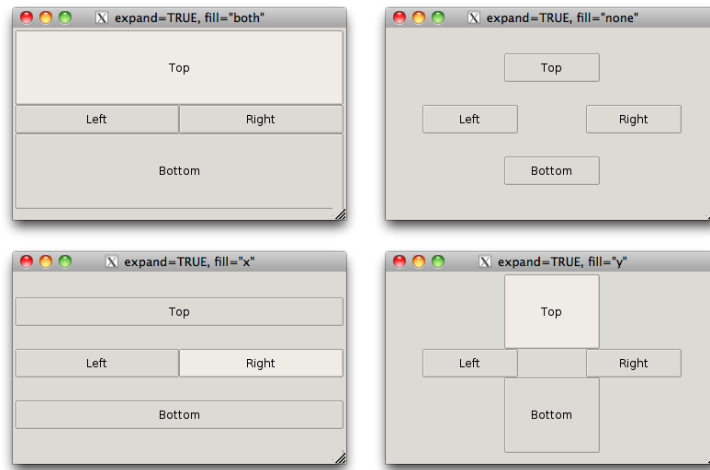 expand=TRUE, fill="both"
Top
Left Right
Bottom
expand=TRUE, fill="none"
Top
Left Right
Bottom
expand=TRUE, fill="x"
Top
Left Right
Bottom
expand=TRUE, fill="y"
Top
Left Right
Bottom